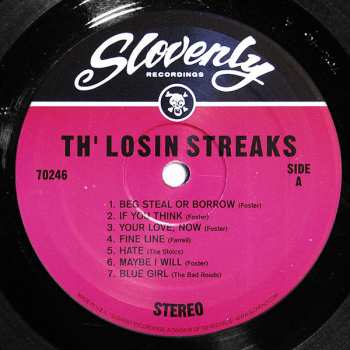 Slovenly
RECORDINGS
TH' LOSIN STREAKS
70246
SIDE
A
1. BEG STEAL OR BORROW (Foster)
2. IF YOU THINK (Foster)
3. YOUR LOVE, NOW (Foster)
4. FINE LINE (Farrell)
5. HATE (The Stoics)
6. MAYBE I WILL (Foster)
7. BLUE GIRL (The Bad Roads)
STEREO